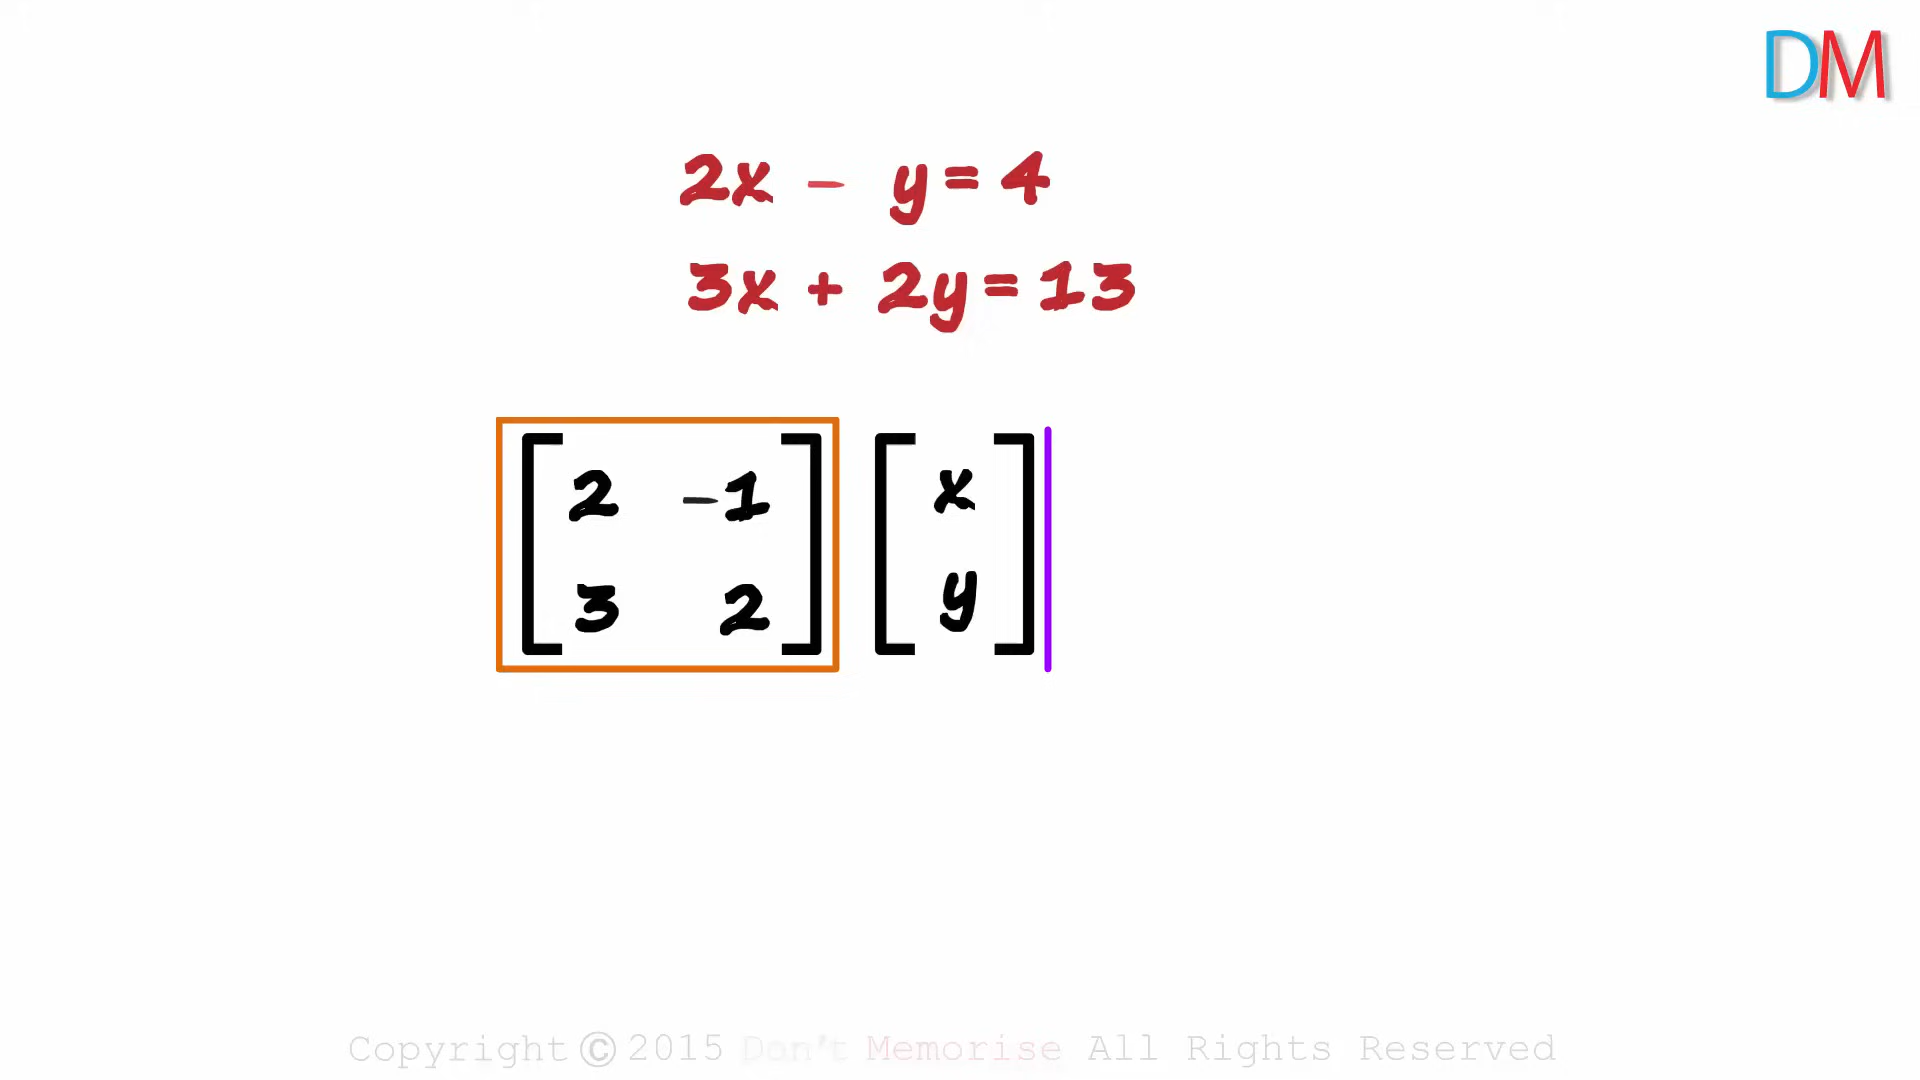 DM
2x - y = 4
3x + 2y = 13
2 -1 x
3 2 y
Copyright © 2015 Don't Memorise All Rights Reserved